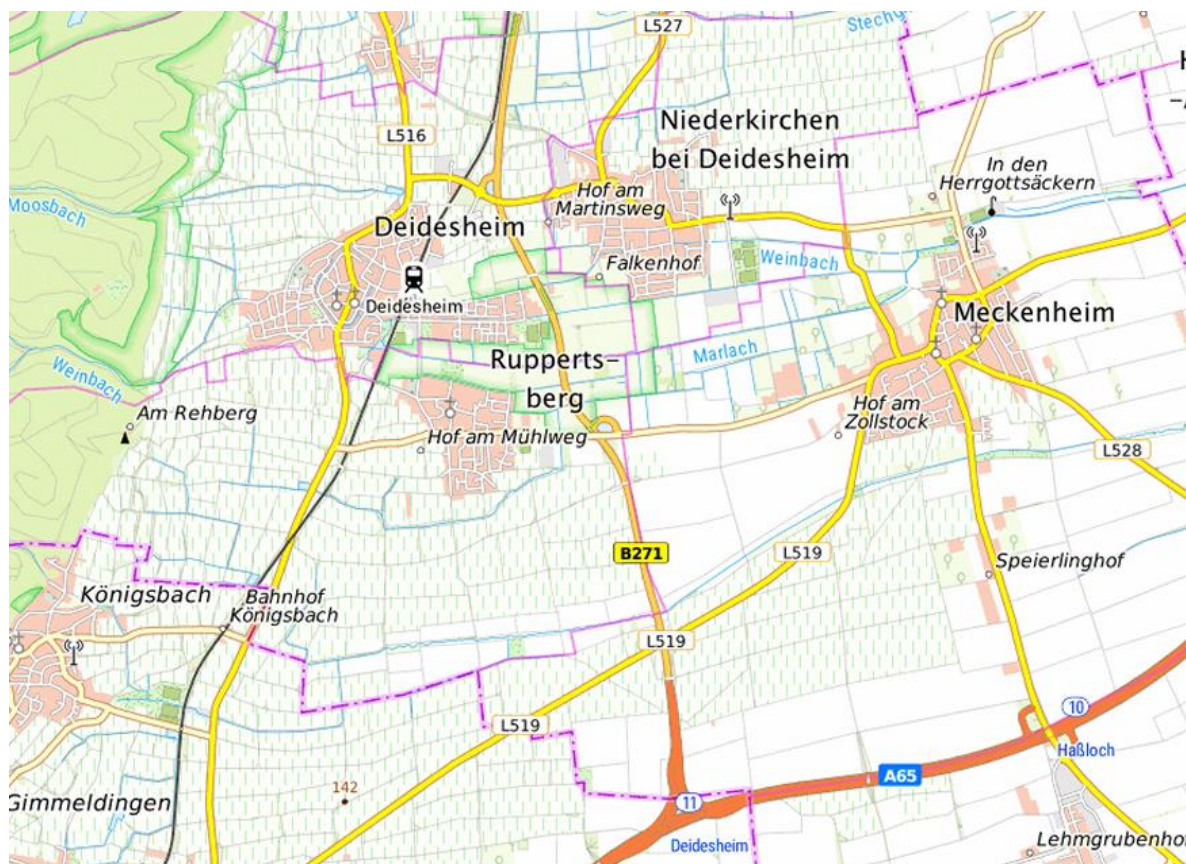 L527
Stechg
H
-A
L516
Niederkirchen
bei Deidesheim
In den
Herrgottsäckern
Moosbach
Hof am
Martinsweg
Deidesheim
Falkenhof
Weinbach
Deidesheim
Meckenheim
Rupperts-
berg
Marlach
Weinbach
Am Rehberg
Hof am Mühlweg
Hof am
Zollstock
L528
B271
L519
Speierlinghof
Königsbach
Bahnhof
Königsbach
L519
L519
10
Haßloch
A65
142
Gimmeldingen
11
Deidesheim
Lehmgrubenhof